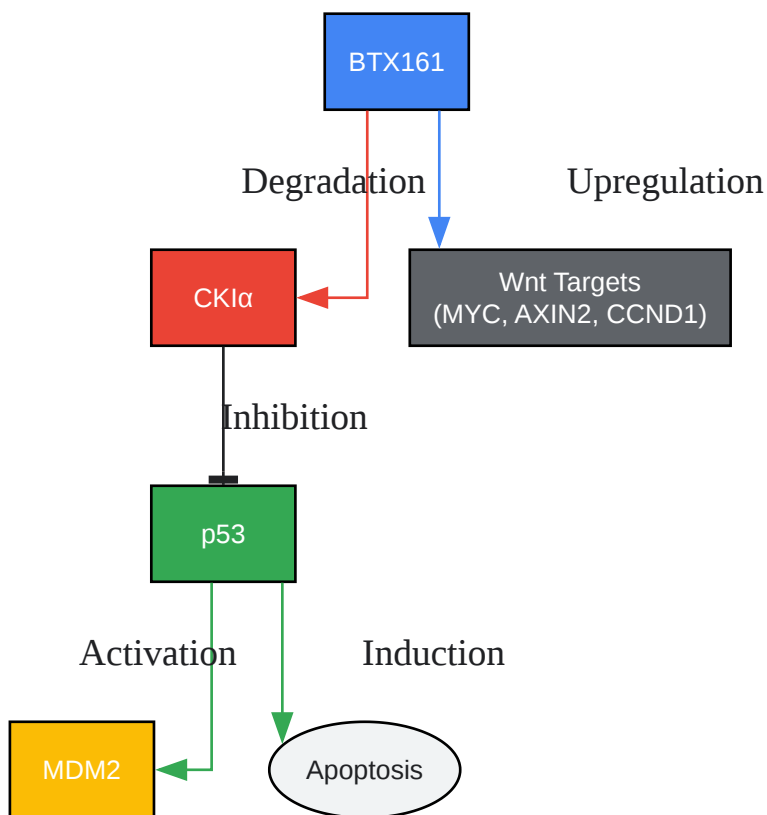 BTX161
Degradation
Upregulation
CKIα
Wnt Targets
(MYC, AXIN2, CCND1)
Inhibition
p53
Activation
Induction
MDM2
Apoptosis